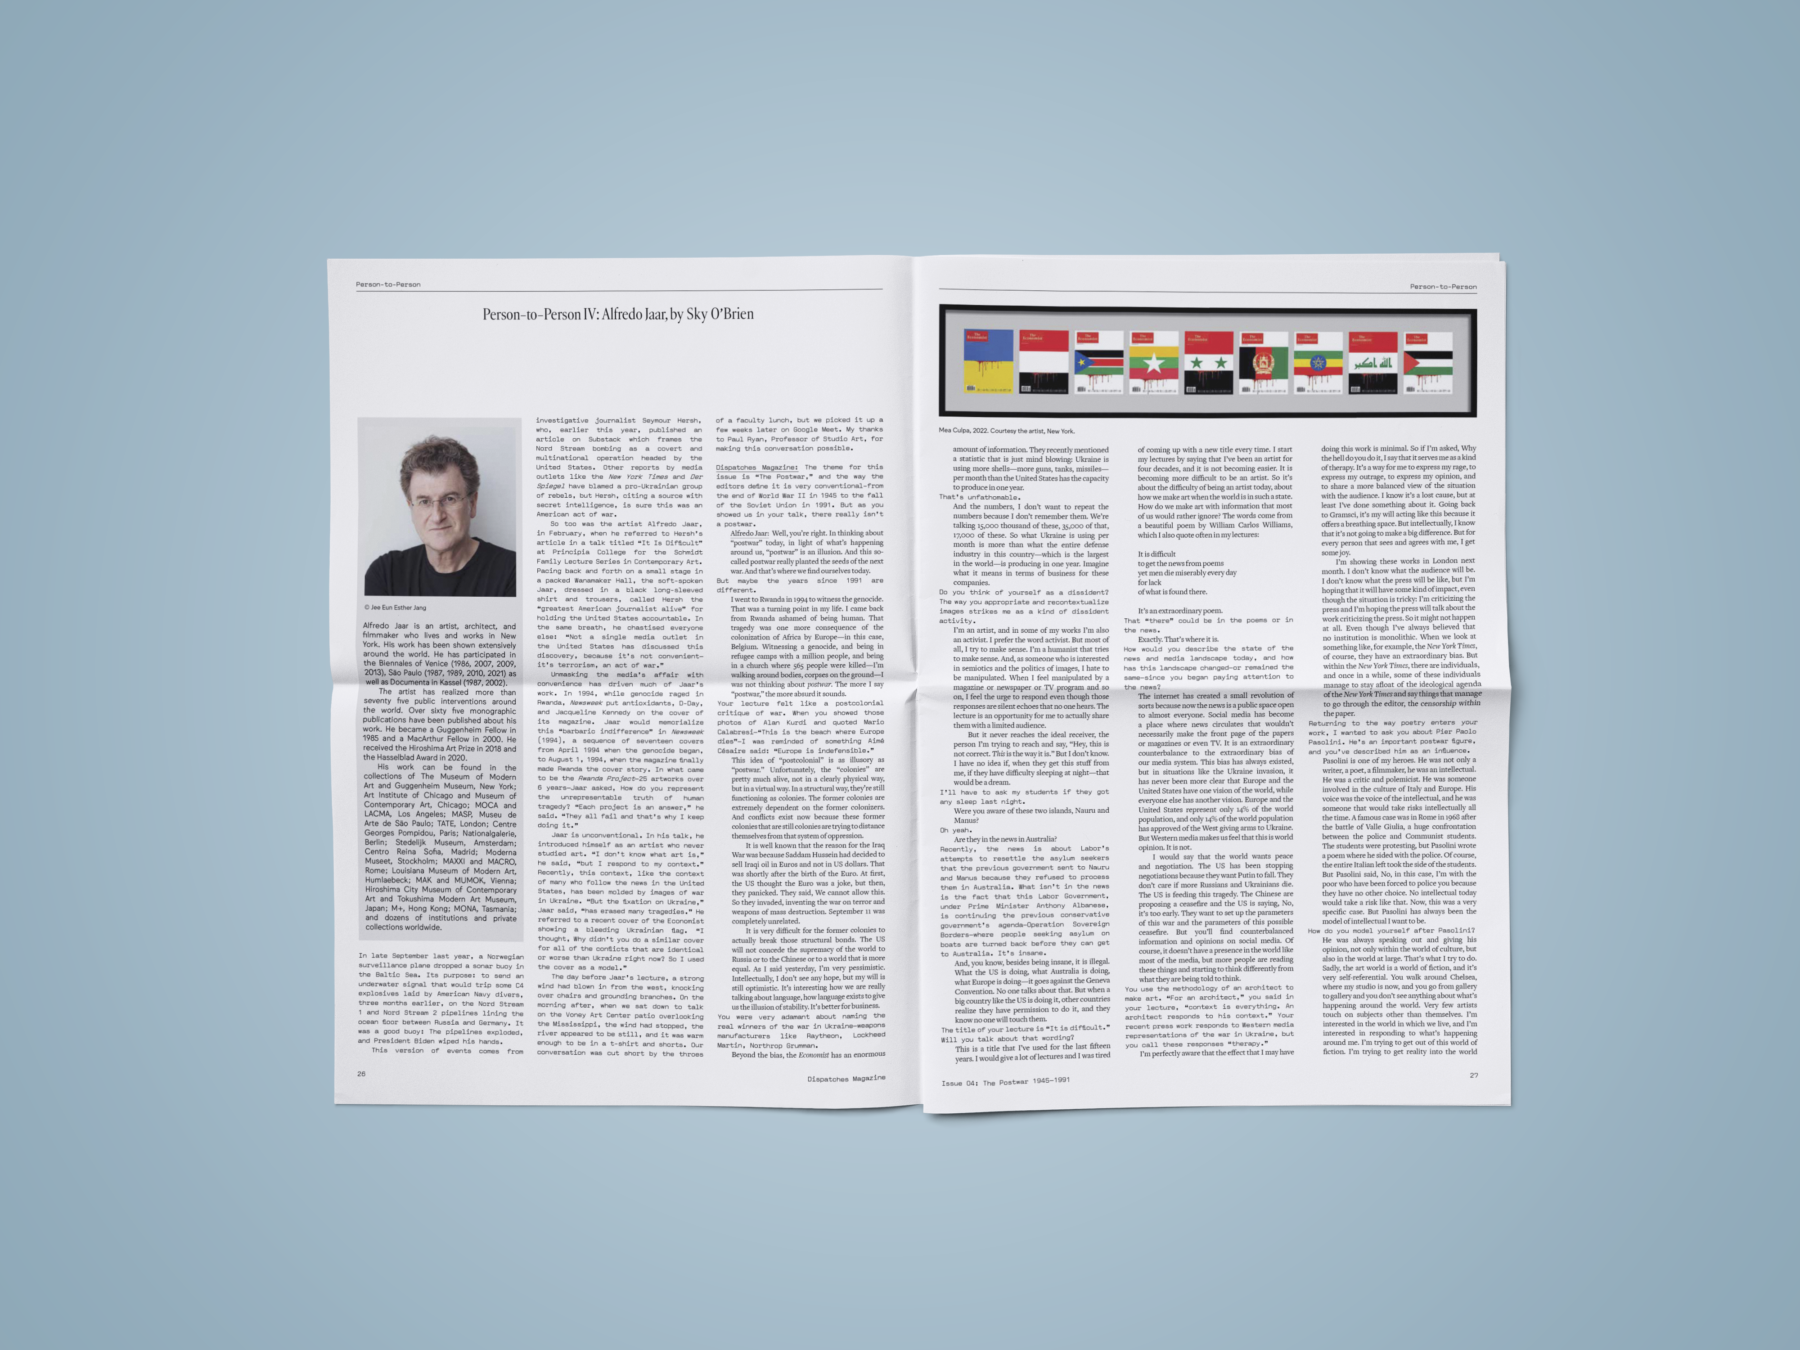 Person-to-Person
Person-to-Person IV: Alfredo Jaar, by Sky O'Brien
© Jee Eun Esther Jang
Alfredo Jaar is an artist, architect, and
filmmaker who lives and works in New
York. His work has been shown extensively
around the world. He has participated in
the Biennales of Venice (1986, 2007, 2009,
2013), São Paulo (1987, 1989, 2010, 2021) as
well as Documenta in Kassel (1987, 2002).
The artist has realized more than
seventy five public interventions around
the world. Over sixty five monographic
publications have been published about his
work. He became a Guggenheim Fellow in
1985 and a MacArthur Fellow in 2000. He
received the Hiroshima Art Prize in 2018 and
the Hasselblad Award in 2020.
His work can be found in the
collections of The Museum of Modern
Art and Guggenheim Museum, New York;
Art Institute of Chicago and Museum of
Contemporary Art, Chicago; MOCA and
LACMA, Los Angeles; MASP, Museu de
Arte de São Paulo; TATE, London; Centre
Georges Pompidou, Paris; Nationalgalerie,
Berlin; Stedelijk Museum, Amsterdam;
Centro Reina Sofia, Madrid; Moderna
Museet, Stockholm; MAXXI and MACRO,
Rome; Louisiana Museum of Modern Art,
Humlaebeck; MAK and MUMOK, Vienna;
Hiroshima City Museum of Contemporary
Art and Tokushima Modern Art Museum,
Japan; M+, Hong Kong; MONA, Tasmania;
and dozens of institutions and private
collections worldwide.
In late September last year, a Norwegian
surveillance plane dropped a sonar buoy in
the Baltic Sea. Its purpose: to send an
underwater signal that would trip some C4
explosives laid by American Navy divers,
three months earlier, on the Nord Stream
1 and Nord Stream 2 pipelines lining the
ocean floor between Russia and Germany. It
was a good buoy: The pipelines exploded,
and President Biden wiped his hands.
This version of events comes from
investigative journalist Seymour Hersh,
who, earlier this year, published an
article on Substack which frames the
Nord Stream bombing as a covert and
multinational operation headed by the
United States. Other reports by media
outlets like the New York Times and Der
Spiegel have blamed a pro-Ukrainian group
of rebels, but Hersh, citing a source with
secret intelligence, is sure this was an
American act of war.
So too was the artist Alfredo Jaar,
in February, when he referred to Hersh's
article in a talk titled "It Is Difficult"
at Principia College for the Schmidt
Family Lecture Series in Contemporary Art.
Pacing back and forth on a small stage in
a packed Wanamaker Hall, the soft-spoken
Jaar, dressed in a black long-sleeved
shirt and trousers, called Hersh the
"greatest American journalist alive" for
holding the United States accountable. In
the same breath, he chastised everyone
else: "Not a single media outlet in
the United States has discussed this
discovery, because it's not convenient—
it's terrorism, an act of war."
Unmasking the media's affair with
convenience has driven much of Jaar's
work. In 1994, while genocide raged in
Rwanda, Newsweek put antioxidants, D-Day,
and Jacqueline Kennedy on the cover of
its magazine. Jaar would memorialize
this "barbaric indifference" in Newsweek
(1994), a sequence of seventeen covers
from April 1994 when the genocide began,
to August 1, 1994, when the magazine finally
made Rwanda the cover story. In what came
to be the Rwanda Project—25 artworks over
6 years—Jaar asked, How do you represent
the unrepresentable truth of human
tragedy? "Each project is an answer," he
said. "They all fail and that's why I keep
doing it."
Jaar is unconventional. In his talk, he
introduced himself as an artist who never
studied art. "I don't know what art is,"
he said, "but I respond to my context."
Recently, this context, like the context
of many who follow the news in the United
States, has been molded by images of war
in Ukraine. "But the fixation on Ukraine,"
Jaar said, "has erased many tragedies." He
referred to a recent cover of the Economist
showing a bleeding Ukrainian flag. "I
thought, Why didn't you do a similar cover
for all of the conflicts that are identical
or worse than Ukraine right now? So I used
the cover as a model."
The day before Jaar's lecture, a strong
wind had blown in from the west, knocking
over chairs and grounding branches. On the
morning after, when we sat down to talk
on the Voney Art Center patio overlooking
the Mississippi, the wind had stopped, the
river appeared to be still, and it was warm
enough to be in a t-shirt and shorts. Our
conversation was cut short by the throes
of a faculty lunch, but we picked it up a
few weeks later on Google Meet. My thanks
to Paul Ryan, Professor of Studio Art, for
making this conversation possible.
Dispatches Magazine: The theme for this
issue is "The Postwar," and the way the
editors define it is very conventional—from
the end of World War II in 1945 to the fall
of the Soviet Union in 1991. But as you
showed us in your talk, there really isn't
a postwar.
Alfredo Jaar: Well, you're right. In thinking about
"postwar" today, in light of what's happening
around us, "postwar" is an illusion. And this so-
called postwar really planted the seeds of the next
war. And that's where we find ourselves today.
But maybe the years since 1991 are
different.
I went to Rwanda in 1994 to witness the genocide.
That was a turning point in my life. I came back
from Rwanda ashamed of being human. That
tragedy was one more consequence of the
colonization of Africa by Europe—in this case,
Belgium. Witnessing a genocide, and being in
refugee camps with a million people, and being
in a church where 565 people were killed—I'm
walking around bodies, corpses on the ground—I
was not thinking about postwar. The more I say
"postwar," the more absurd it sounds.
Your lecture felt like a postcolonial
critique of war. When you showed those
photos of Alan Kurdi and quoted Mario
Calabresi—"This is the beach where Europe
dies"—I was reminded of something Aimé
Césaire said: "Europe is indefensible."
This idea of "postcolonial" is as illusory as
"postwar." Unfortunately, the "colonies" are
pretty much alive, not in a clearly physical way,
but in a virtual way. In a structural way, they're still
functioning as colonies. The former colonies are
extremely dependent on the former colonizers.
And conflicts exist now because these former
colonies that are still colonies are trying to distance
themselves from that system of oppression.
It is well known that the reason for the Iraq
War was because Saddam Hussein had decided to
sell Iraqi oil in Euros and not in US dollars. That
was shortly after the birth of the Euro. At first,
the US thought the Euro was a joke, but then,
they panicked. They said, We cannot allow this.
So they invaded, inventing the war on terror and
weapons of mass destruction. September 11 was
completely unrelated.
It is very difficult for the former colonies to
actually break those structural bonds. The US
will not concede the supremacy of the world to
Russia or to the Chinese or to a world that is more
equal. As I said yesterday, I'm very pessimistic.
Intellectually, I don't see any hope, but my will is
still optimistic. It's interesting how we are really
talking about language, how language exists to give
us the illusion of stability. It's better for business.
You were very adamant about naming the
real winners of the war in Ukraine—weapons
manufacturers like Raytheon, Lockheed
Martin, Northrop Grumman.
Beyond the bias, the Economist has an enormous
26
Dispatches Magazine
Person-to-Person
The Economist
الله اكبر
Mea Culpa, 2022. Courtesy the artist, New York.
amount of information. They recently mentioned
a statistic that is just mind blowing: Ukraine is
using more shells—more guns, tanks, missiles—
per month than the United States has the capacity
to produce in one year.
That's unfathomable.
And the numbers, I don't want to repeat the
numbers because I don't remember them. We're
talking 15,000 thousand of these, 35,000 of that,
17,000 of these. So what Ukraine is using per
month is more than what the entire defense
industry in this country—which is the largest
in the world—is producing in one year. Imagine
what it means in terms of business for these
companies.
Do you think of yourself as a dissident?
The way you appropriate and recontextualize
images strikes me as a kind of dissident
activity.
I'm an artist, and in some of my works I'm also
an activist. I prefer the word activist. But most of
all, I try to make sense. I'm a humanist that tries
to make sense. And, as someone who is interested
in semiotics and the politics of images, I hate to
be manipulated. When I feel manipulated by a
magazine or newspaper or TV program and so
on, I feel the urge to respond even though those
responses are silent echoes that no one hears. The
lecture is an opportunity for me to actually share
them with a limited audience.
But it never reaches the ideal receiver, the
person I'm trying to reach and say, "Hey, this is
not correct. This is the way it is." But I don't know.
I have no idea if, when they get this stuff from
me, if they have difficulty sleeping at night—that
would be a dream.
I'll have to ask my students if they got
any sleep last night.
Were you aware of these two islands, Nauru and
Manus?
Oh yeah.
Are they in the news in Australia?
Recently, the news is about Labor's
attempts to resettle the asylum seekers
that the previous government sent to Nauru
and Manus because they refused to process
them in Australia. What isn't in the news
is the fact that this Labor Government,
under Prime Minister Anthony Albanese,
is continuing the previous conservative
government's agenda—Operation Sovereign
Borders—where people seeking asylum on
boats are turned back before they can get
to Australia. It's insane.
And, you know, besides being insane, it is illegal.
What the US is doing, what Australia is doing,
what Europe is doing—it goes against the Geneva
Convention. No one talks about that. But when a
big country like the US is doing it, other countries
realize they have permission to do it, and they
know no one will touch them.
The title of your lecture is "It is difficult."
Will you talk about that wording?
This is a title that I've used for the last fifteen
years. I would give a lot of lectures and I was tired
of coming up with a new title every time. I start
my lectures by saying that I've been an artist for
four decades, and it is not becoming easier. It is
becoming more difficult to be an artist. So it's
about the difficulty of being an artist today, about
how we make art when the world is in such a state.
How do we make art with information that most
of us would rather ignore? The words come from
a beautiful poem by William Carlos Williams,
which I also quote often in my lectures:
It is difficult
to get the news from poems
yet men die miserably every day
for lack
of what is found there.
It's an extraordinary poem.
That "there" could be in the poems or in
the news.
Exactly. That's where it is.
How would you describe the state of the
news and media landscape today, and how
has this landscape changed—or remained the
same—since you began paying attention to
the news?
The internet has created a small revolution of
sorts because now the news is a public space open
to almost everyone. Social media has become
a place where news circulates that wouldn't
necessarily make the front page of the papers
or magazines or even TV. It is an extraordinary
counterbalance to the extraordinary bias of
our media system. This bias has always existed,
but in situations like the Ukraine invasion, it
has never been more clear that Europe and the
United States have one vision of the world, while
everyone else has another vision. Europe and the
United States represent only 14% of the world
population, and only 14% of the world population
has approved of the West giving arms to Ukraine.
But Western media makes us feel that this is world
opinion. It is not.
I would say that the world wants peace
and negotiation. The US has been stopping
negotiations because they want Putin to fall. They
don't care if more Russians and Ukrainians die.
The US is feeding this tragedy. The Chinese are
proposing a ceasefire and the US is saying, No,
it's too early. They want to set up the parameters
of this war and the parameters of this possible
ceasefire. But you'll find counterbalanced
information and opinions on social media. Of
course, it doesn't have a presence in the world like
most of the media, but more people are reading
these things and starting to think differently from
what they are being told to think.
You use the methodology of an architect to
make art. "For an architect," you said in
your lecture, "context is everything. An
architect responds to his context." Your
recent press work responds to Western media
representations of the war in Ukraine, but
you call these responses "therapy."
I'm perfectly aware that the effect that I may have
doing this work is minimal. So if I'm asked, Why
the hell do you do it, I say that it serves me as a kind
of therapy. It's a way for me to express my rage, to
express my outrage, to express my opinion, and
to share a more balanced view of the situation
with the audience. I know it's a lost cause, but at
least I've done something about it. Going back
to Gramsci, it's my will acting like this because it
offers a breathing space. But intellectually, I know
that it's not going to make a big difference. But for
every person that sees and agrees with me, I get
some joy.
I'm showing these works in London next
month. I don't know what the audience will be.
I don't know what the press will be like, but I'm
hoping that it will have some kind of impact, even
though the situation is tricky: I'm criticizing the
press and I'm hoping the press will talk about the
work criticizing the press. So it might not happen
at all. Even though I've always believed that
no institution is monolithic. When we look at
something like, for example, the New York Times,
of course, they have an extraordinary bias. But
within the New York Times, there are individuals,
and once in a while, some of these individuals
manage to stay afloat of the ideological agenda
of the New York Times and say things that manage
to go through the editor, the censorship within
the paper.
Returning to the way poetry enters your
work, I wanted to ask you about Pier Paolo
Pasolini. He's an important postwar figure,
and you've described him as an influence.
Pasolini is one of my heroes. He was not only a
writer, a poet, a filmmaker, he was an intellectual.
He was a critic and polemicist. He was someone
involved in the culture of Italy and Europe. His
voice was the voice of the intellectual, and he was
someone that would take risks intellectually all
the time. A famous case was in Rome in 1968 after
the battle of Valle Giulia, a huge confrontation
between the police and Communist students.
The students were protesting, but Pasolini wrote
a poem where he sided with the police. Of course,
the entire Italian left took the side of the students.
But Pasolini said, No, in this case, I'm with the
poor who have been forced to police you because
they have no other choice. No intellectual today
would take a risk like that. Now, this was a very
specific case. But Pasolini has always been the
model of intellectual I want to be.
How do you model yourself after Pasolini?
He was always speaking out and giving his
opinion, not only within the world of culture, but
also in the world at large. That's what I try to do.
Sadly, the art world is a world of fiction, and it's
very self-referential. You walk around Chelsea,
where my studio is now, and you go from gallery
to gallery and you don't see anything about what's
happening around the world. Very few artists
touch on subjects other than themselves. I'm
interested in the world in which we live, and I'm
interested in responding to what's happening
around me. I'm trying to get out of this world of
fiction. I'm trying to get reality into the world
Issue 04: The Postwar 1945–1991
27